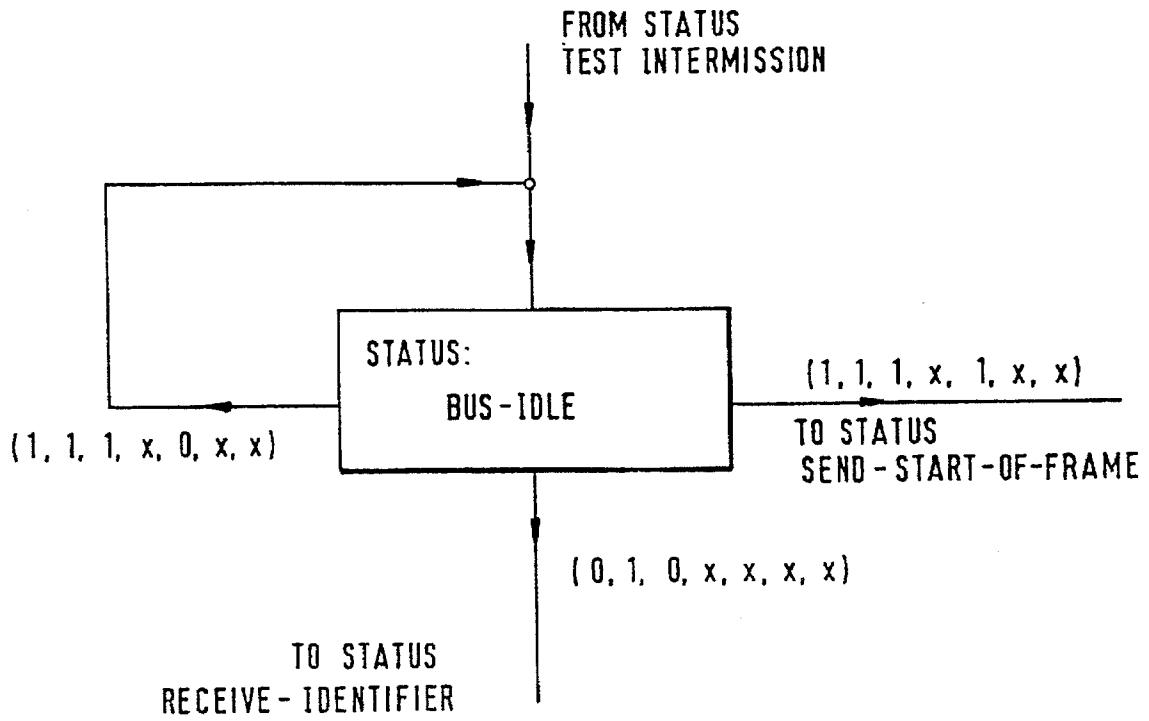 FROM STATUS
TEST INTERMISSION
STATUS:
BUS-IDLE
(1, 1, 1, x, 1, x, x)
TO STATUS
SEND-START-OF-FRAME
(1, 1, 1, x, 0, x, x)
(0, 1, 0, x, x, x, x)
TO STATUS
RECEIVE-IDENTIFIER